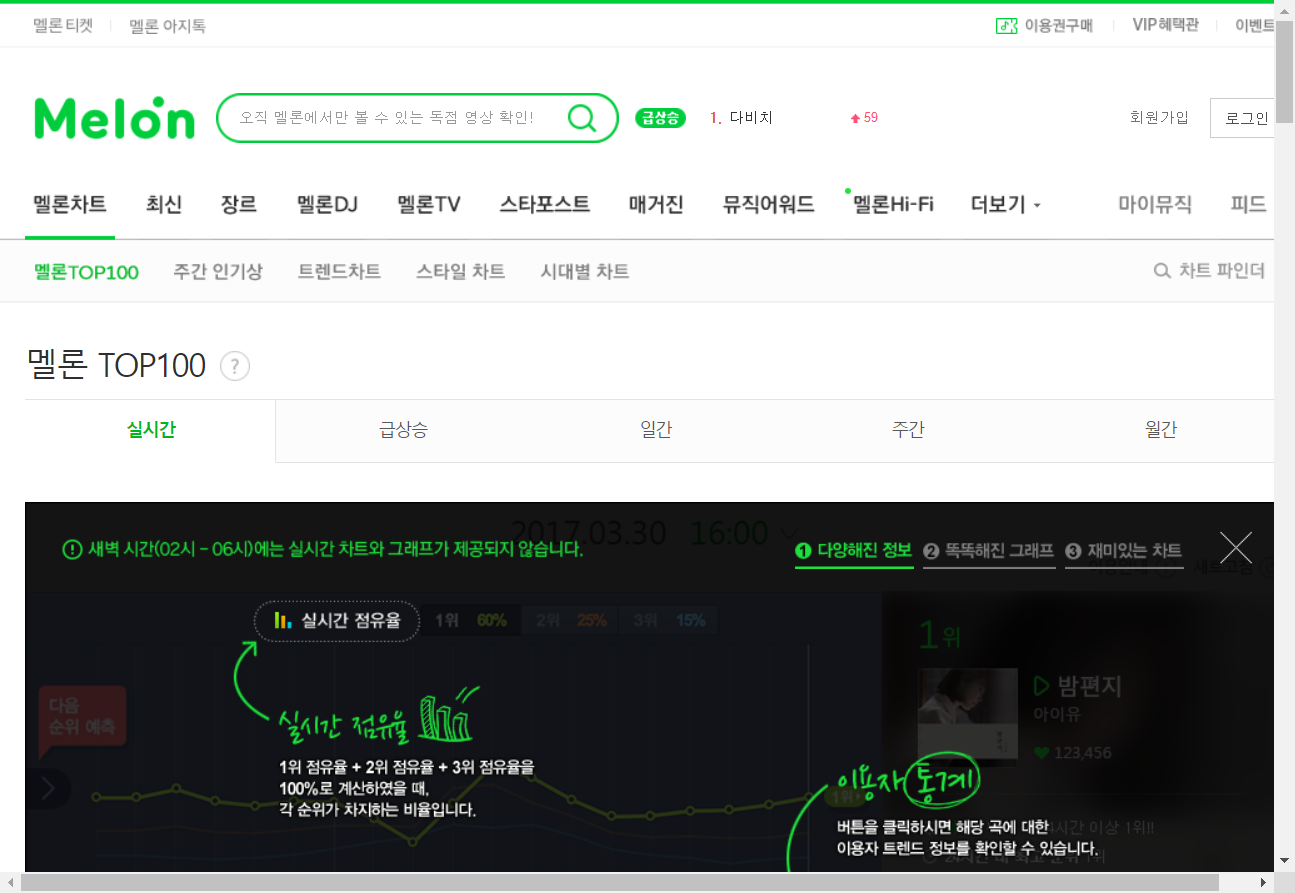 멜론티켓 멜론 아지톡 이용권구매 VIP혜택관 이벤트
Melon 오직 멜론에서만 볼 수 있는 독점 영상 확인! 급상승 1. 다비치 59 회원가입 로그인
멜론차트 최신 장르 멜론DJ 멜론TV 스타포스트 매거진 뮤직어워드 멜론Hi-Fi 더보기 마이뮤직 피드
멜론TOP100 주간 인기상 트렌드차트 스타일 차트 시대별 차트 차트 파인더
멜론 TOP100 ?
실시간 급상승 일간 주간 월간
2017.03.30 16:00
새벽 시간(02시 - 06시)에는 실시간 차트와 그래프가 제공되지 않습니다. 1 다양해진 정보 2 똑똑해진 그래프 3 재미있는 차트
실시간 점유율 1위 60% 2위 25% 3위 15%
1위
다음
순위 예측
밤편지
아이유
123,456
실시간 점유율
1위 점유율 + 2위 점유율 + 3위 점유율을
100%로 계산하였을 때,
각 순위가 차지하는 비율입니다.
이용자 통계
1위
버튼을 클릭하시면 해당 곡에 대한
이용자 트렌드 정보를 확인할 수 있습니다.